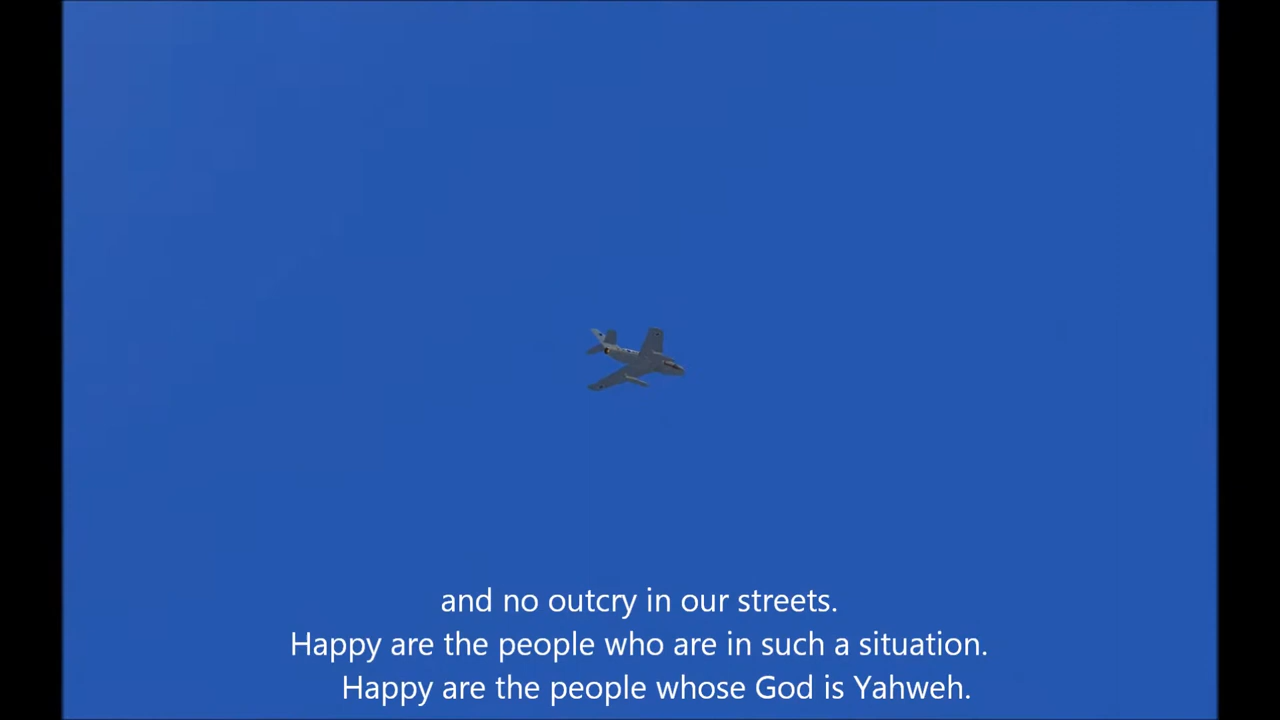 and no outcry in our streets.
Happy are the people who are in such a situation.
Happy are the people whose God is Yahweh.